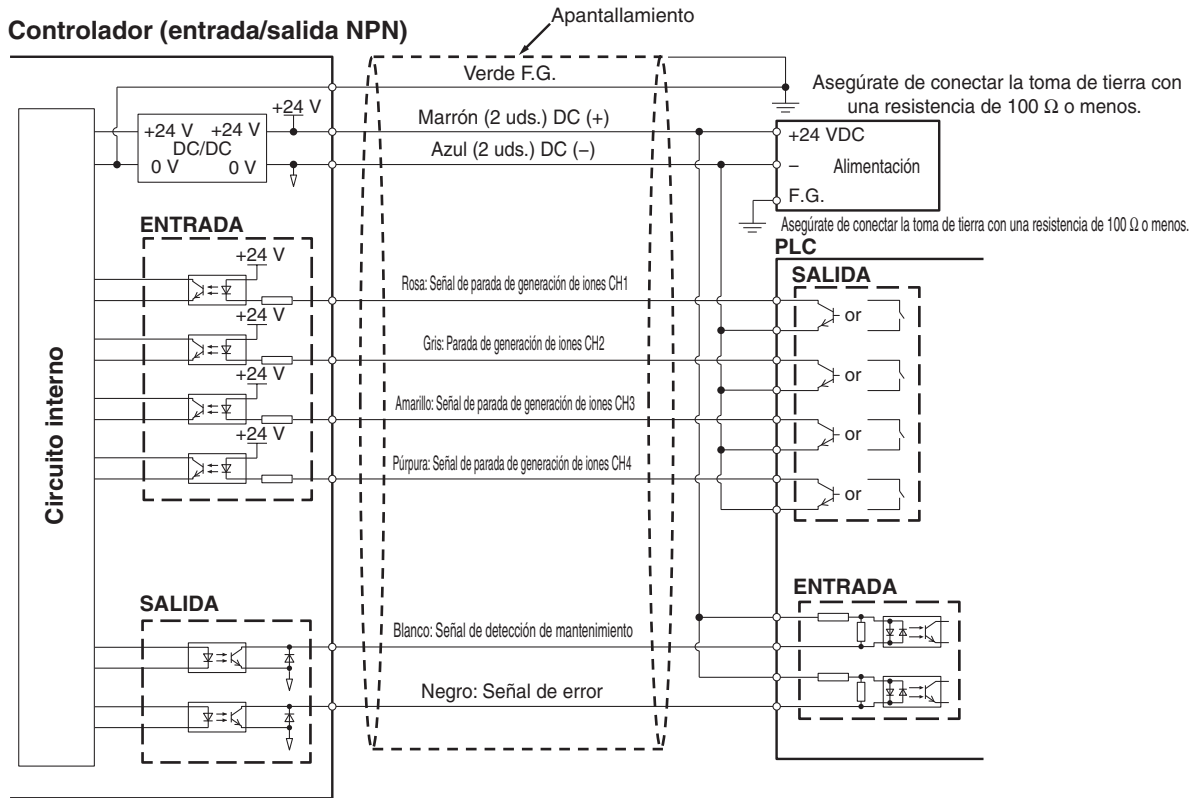 Apantallamiento
Controlador (entrada/salida NPN)
Verde F.G.
Asegúrate de conectar la toma de tierra con
una resistencia de 100 Ω o menos.
+24 V
Marrón (2 uds.) DC (+)
+24 V +24 V
DC/DC
0 V 0 V
Azul (2 uds.) DC (−)
+24 VDC
− Alimentación
F.G.
Asegúrate de conectar la toma de tierra con una resistencia de 100 Ω o menos.
ENTRADA
PLC
SALIDA
+24 V
Rosa: Señal de parada de generación de iones CH1
or
+24 V
Gris: Parada de generación de iones CH2
or
+24 V
Amarillo: Señal de parada de generación de iones CH3
or
+24 V
Púrpura: Señal de parada de generación de iones CH4
or
Circuito interno
SALIDA
ENTRADA
Blanco: Señal de detección de mantenimiento
Negro: Señal de error